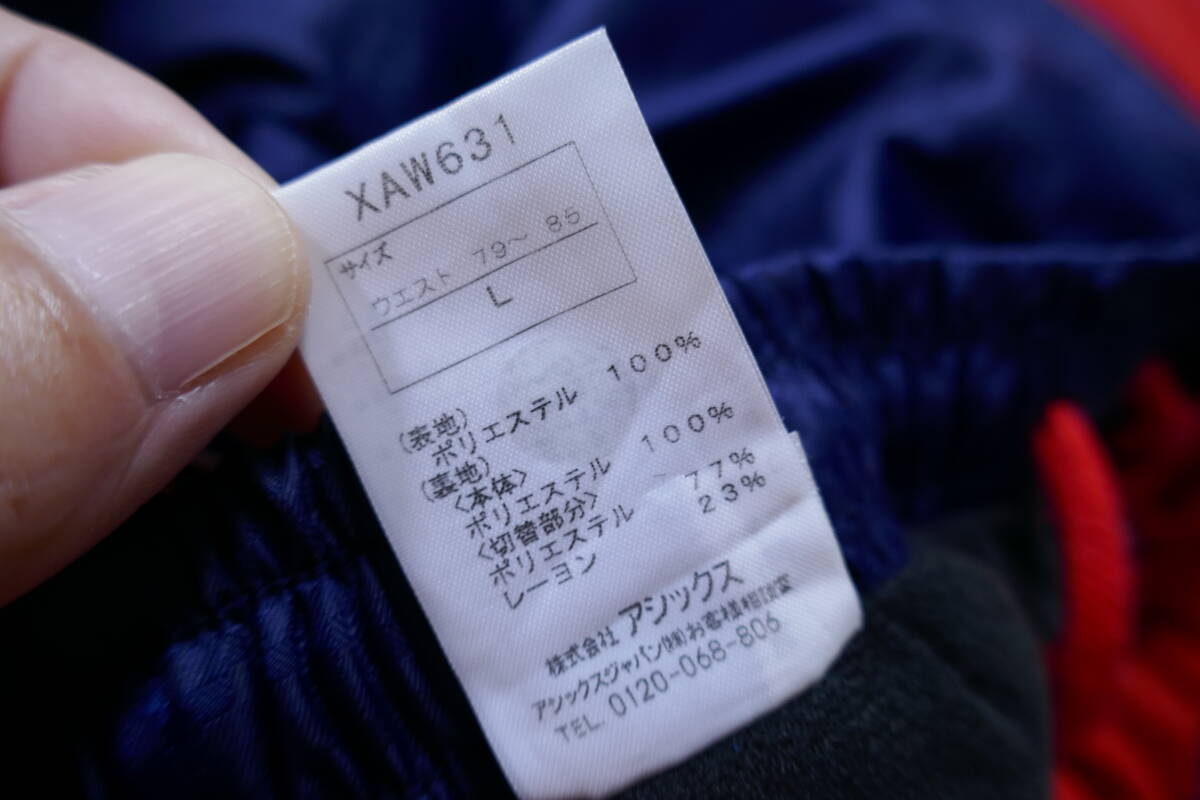 XAW631
サイズ
ウエスト 79～ 85
L
(表地)
ポリエステル 100%
(裏地)
<本体>
ポリエステル 100%
<切替部分>
ポリエステル 77%
レーヨン 23%
株式会社 アシックス
アシックスジャパン(株)お客様相談室
TEL. 0120-068-806